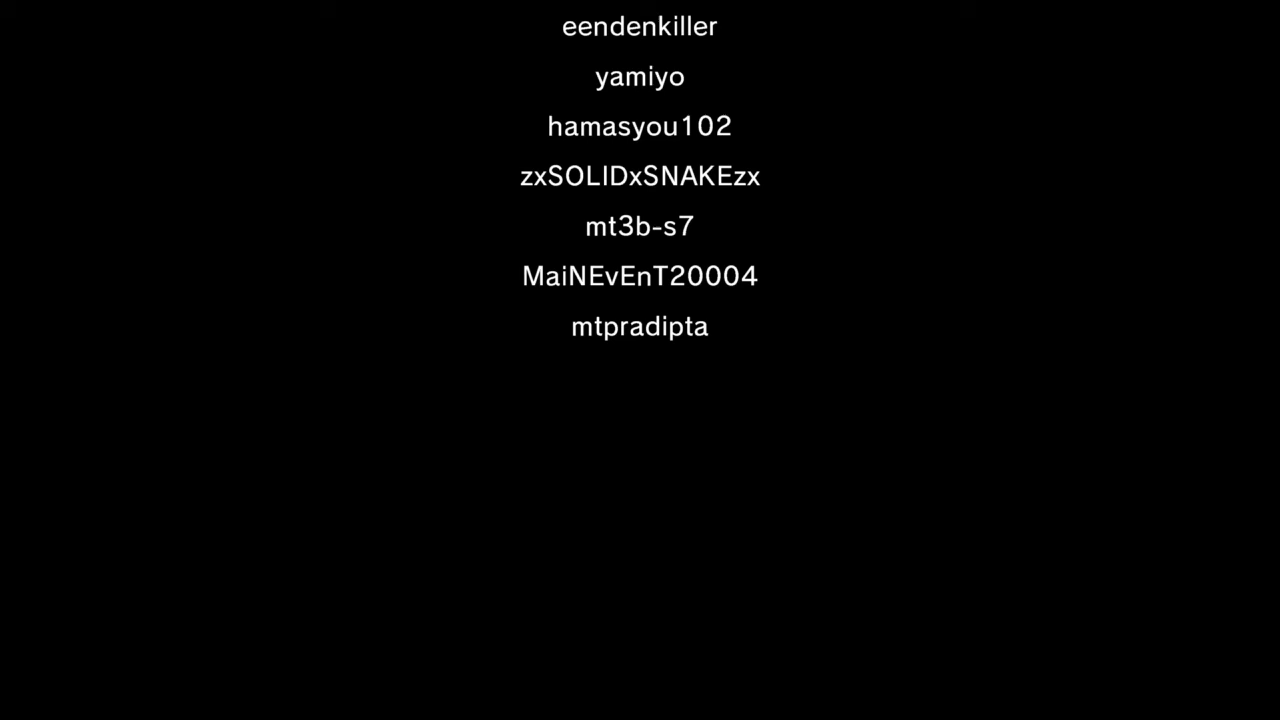 eendenkiller
yamiyo
hamasyou102
zxSOLIDxSNAKEzx
mt3b-s7
MaiNEvEnT20004
mtpradipta